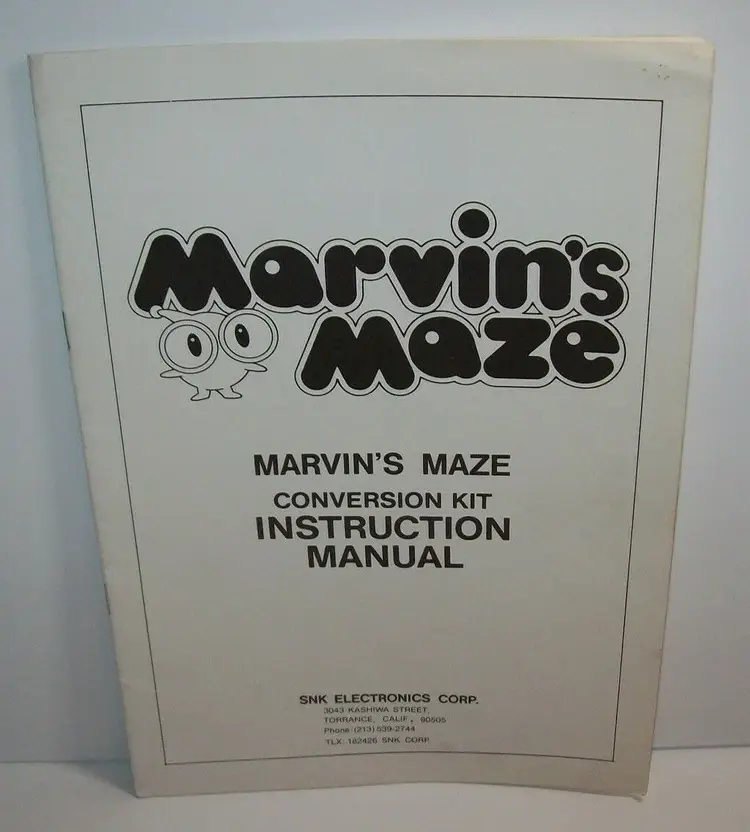 Marvin's
Maze
MARVIN'S MAZE
CONVERSION KIT
INSTRUCTION
MANUAL
SNK ELECTRONICS CORP.
3043 KASHIWA STREET,
TORRANCE, CALIF, 90505
Phone (213) 539-2744
TLX: 182426 SNK CORP.